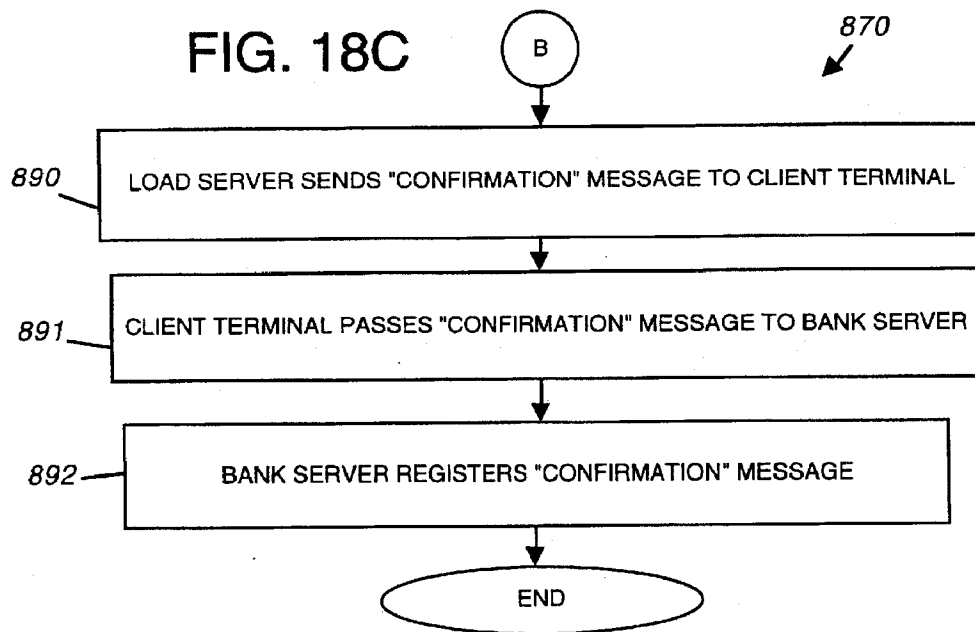 FIG. 18C
B
870
890
LOAD SERVER SENDS "CONFIRMATION" MESSAGE TO CLIENT TERMINAL
891
CLIENT TERMINAL PASSES "CONFIRMATION" MESSAGE TO BANK SERVER
892
BANK SERVER REGISTERS "CONFIRMATION" MESSAGE
END